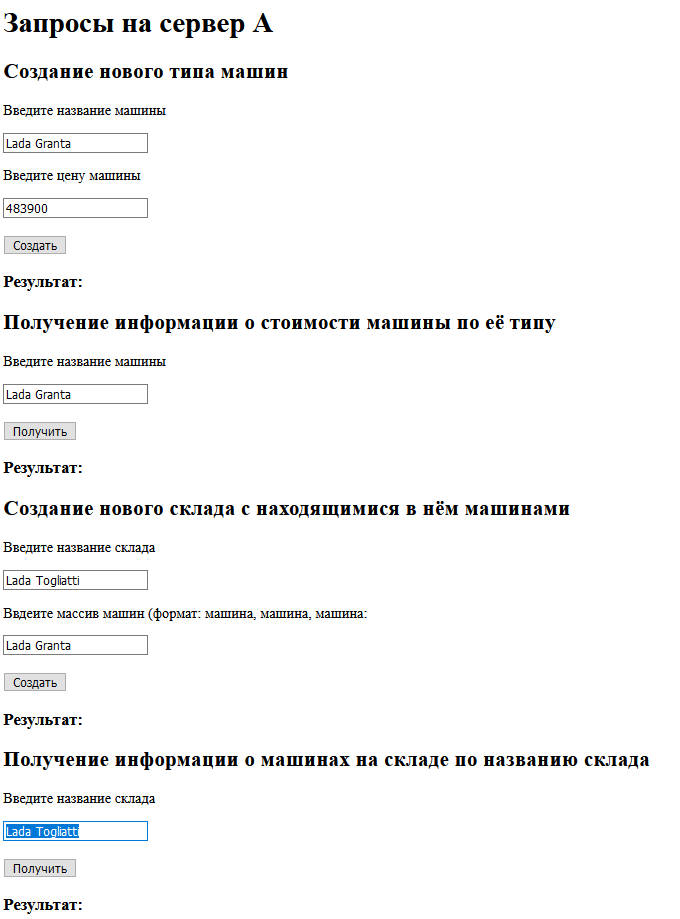 Запросы на сервер А
Создание нового типа машин
Введите название машины
Lada Granta
Введите цену машины
483900
Создать
Результат:
Получение информации о стоимости машины по её типу
Введите название машины
Lada Granta
Получить
Результат:
Создание нового склада с находящимися в нём машинами
Введите название склада
Lada Togliatti
Ввдеите массив машин (формат: машина, машина, машина:
Lada Granta
Создать
Результат:
Получение информации о машинах на складе по названию склада
Введите название склада
Lada Togliatti
Получить
Результат: